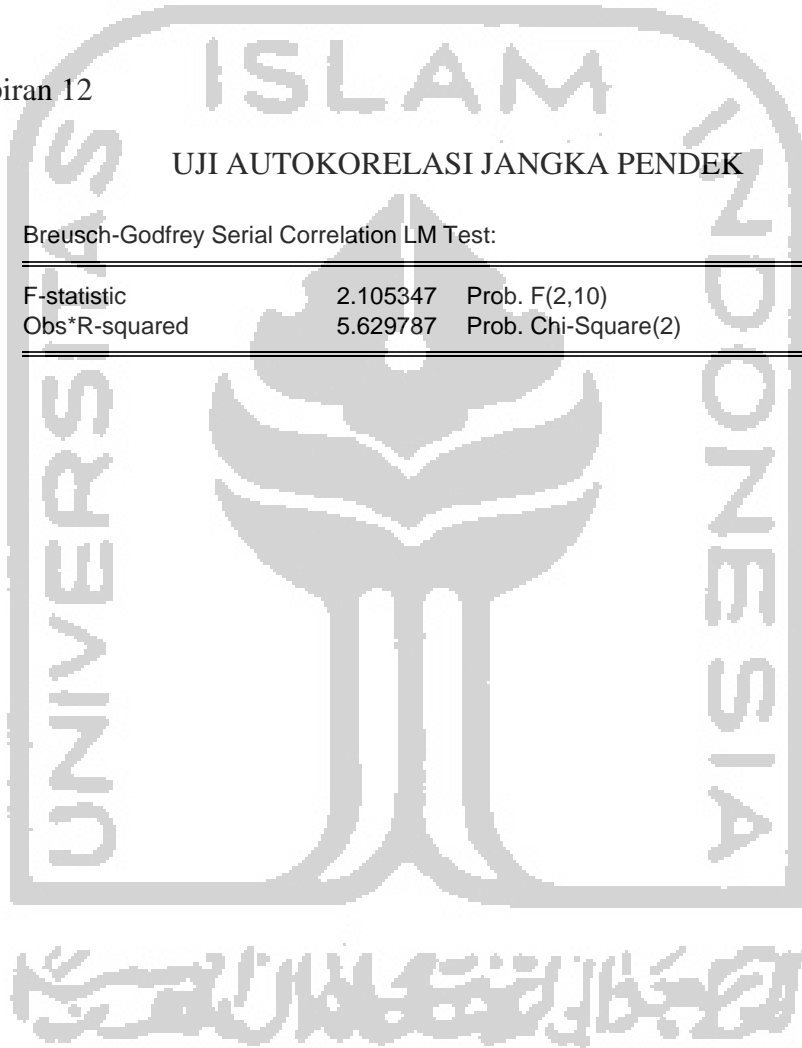 piran 12
UJI AUTOKORELASI JANGKA PENDEK
Breusch-Godfrey Serial Correlation LM Test:
F-statistic 2.105347 Prob. F(2,10)
Obs*R-squared 5.629787 Prob. Chi-Square(2)
UNIVERSITAS
ISLAM
INDONESIA